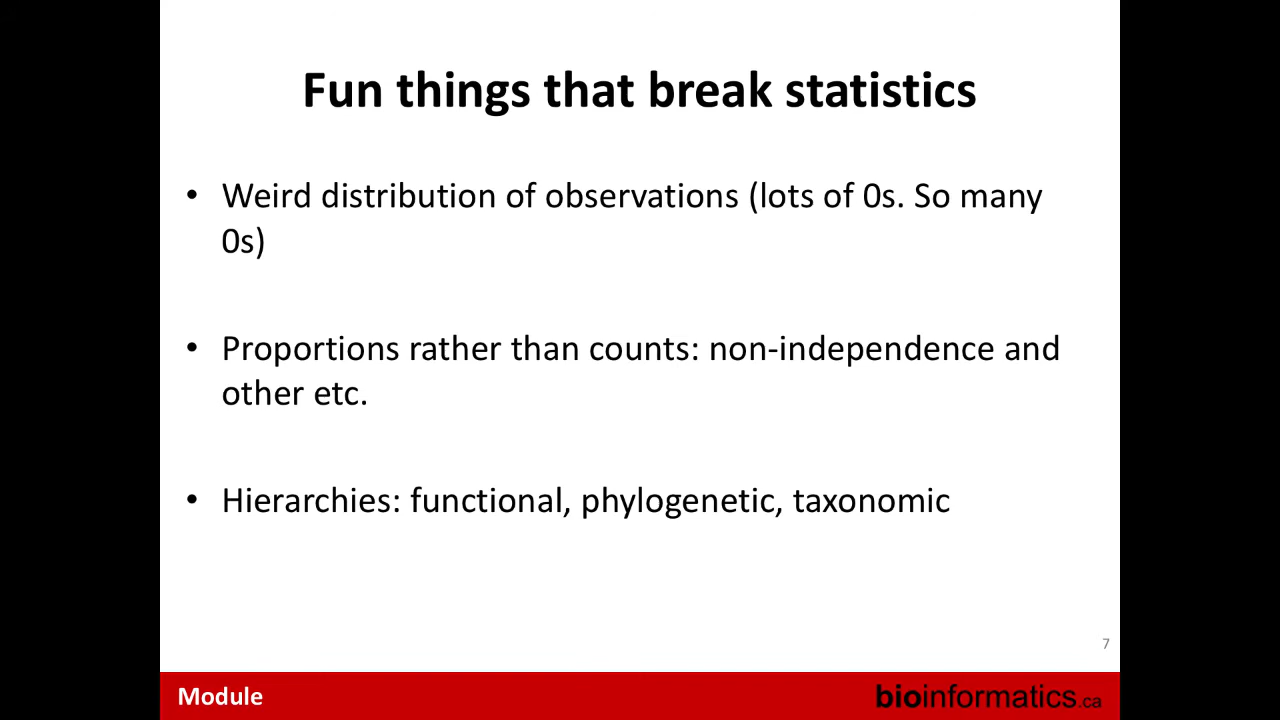 Fun things that break statistics
• Weird distribution of observations (lots of 0s. So many
0s)
• Proportions rather than counts: non-independence and
other etc.
• Hierarchies: functional, phylogenetic, taxonomic
7
Module
bioinformatics.ca